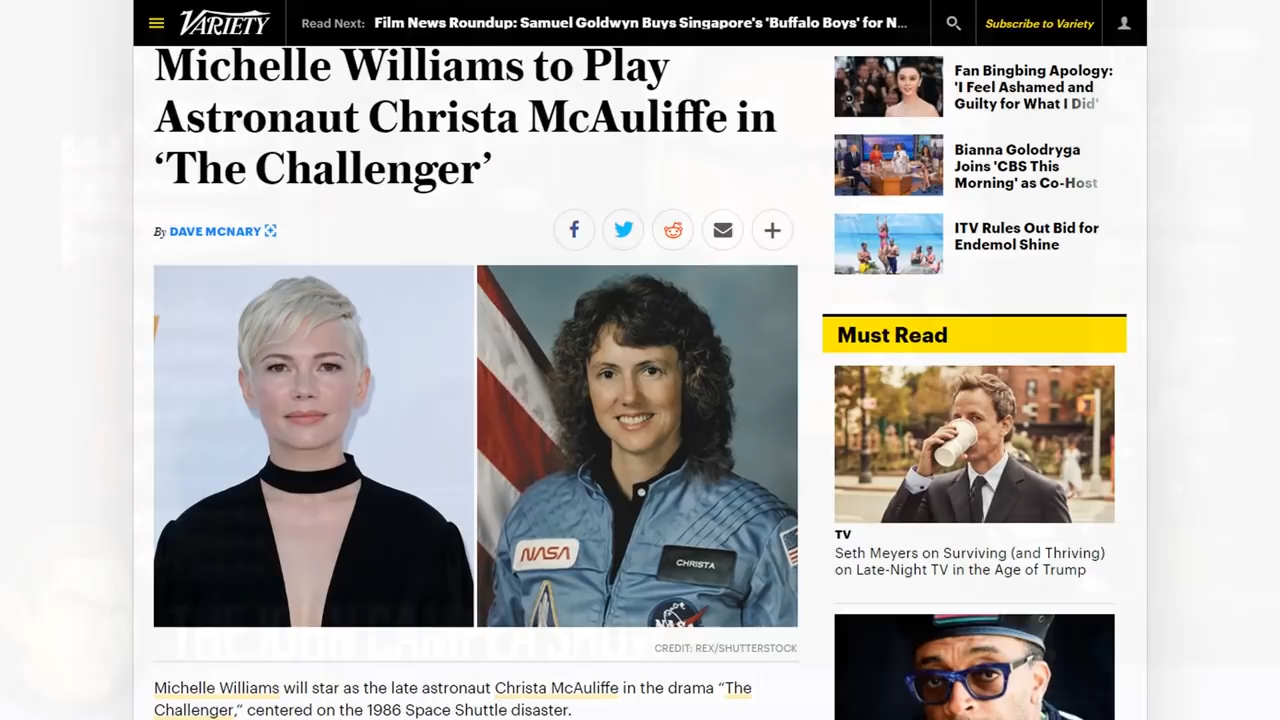 VARIETY
Read Next: Film News Roundup: Samuel Goldwyn Buys Singapore's 'Buffalo Boys' for N...
Subscribe to Variety
Michelle Williams to Play
Astronaut Christa McAuliffe in
‘The Challenger’
By DAVE MCNARY
NASA
CHRISTA
NASA
CREDIT: REX/SHUTTERSTOCK
Michelle Williams will star as the late astronaut Christa McAuliffe in the drama “The
Challenger,” centered on the 1986 Space Shuttle disaster.
Fan Bingbing Apology:
'I Feel Ashamed and
Guilty for What I Did'
Bianna Golodryga
Joins 'CBS This
Morning' as Co-Host
ITV Rules Out Bid for
Endemol Shine
Must Read
TV
Seth Meyers on Surviving (and Thriving)
on Late-Night TV in the Age of Trump